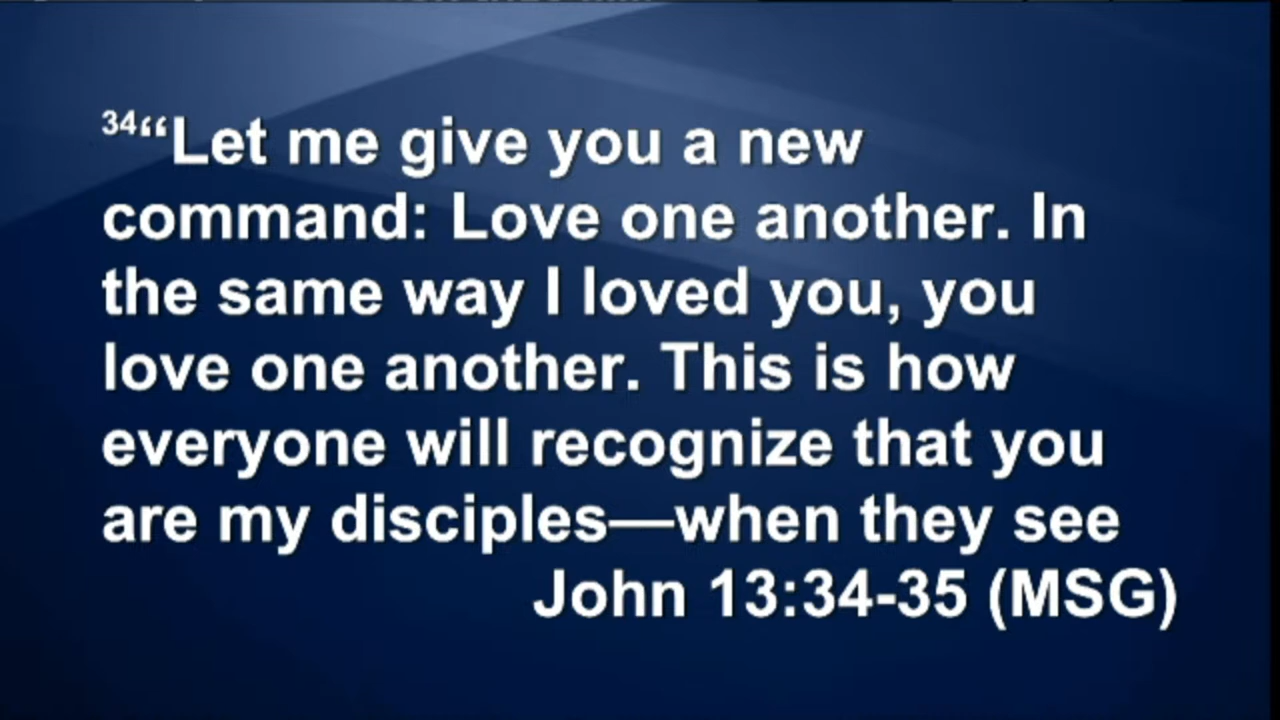 34“Let me give you a new
command: Love one another. In
the same way I loved you, you
love one another. This is how
everyone will recognize that you
are my disciples—when they see
John 13:34-35 (MSG)